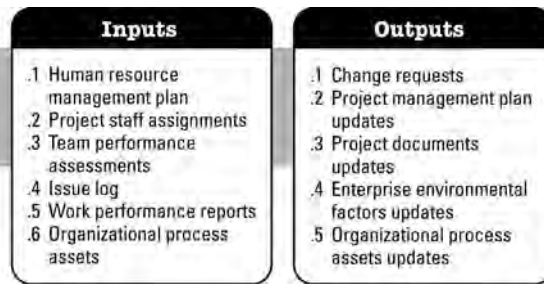 Inputs
.1 Human resource
management plan
.2 Project staff assignments
.3 Team performance
assessments
.4 Issue log
.5 Work performance reports
.6 Organizational process
assets
Outputs
.1 Change requests
.2 Project management plan
updates
.3 Project documents
updates
.4 Enterprise environmental
factors updates
.5 Organizational process
assets updates